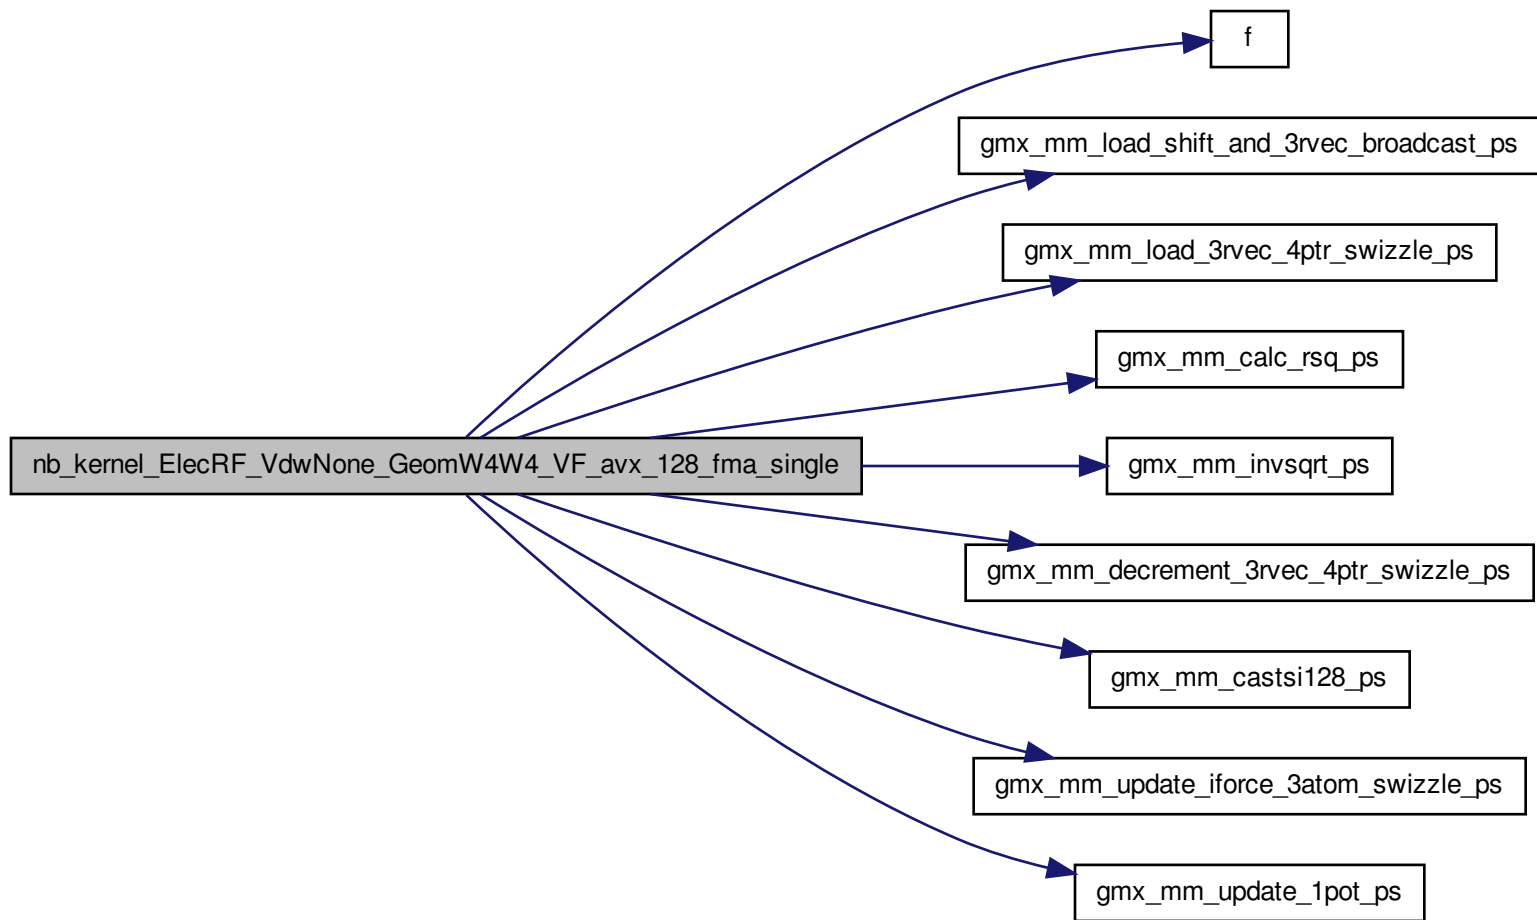 f
gmx_mm_load_shift_and_3rvec_broadcast_ps
gmx_mm_load_3rvec_4ptr_swizzle_ps
gmx_mm_calc_rsq_ps
nb_kernel_ElecRF_VdwNone_GeomW4W4_VF_avx_128_fma_single
gmx_mm_invsqrt_ps
gmx_mm_decrement_3rvec_4ptr_swizzle_ps
gmx_mm_castsi128_ps
gmx_mm_update_iforce_3atom_swizzle_ps
gmx_mm_update_1pot_ps